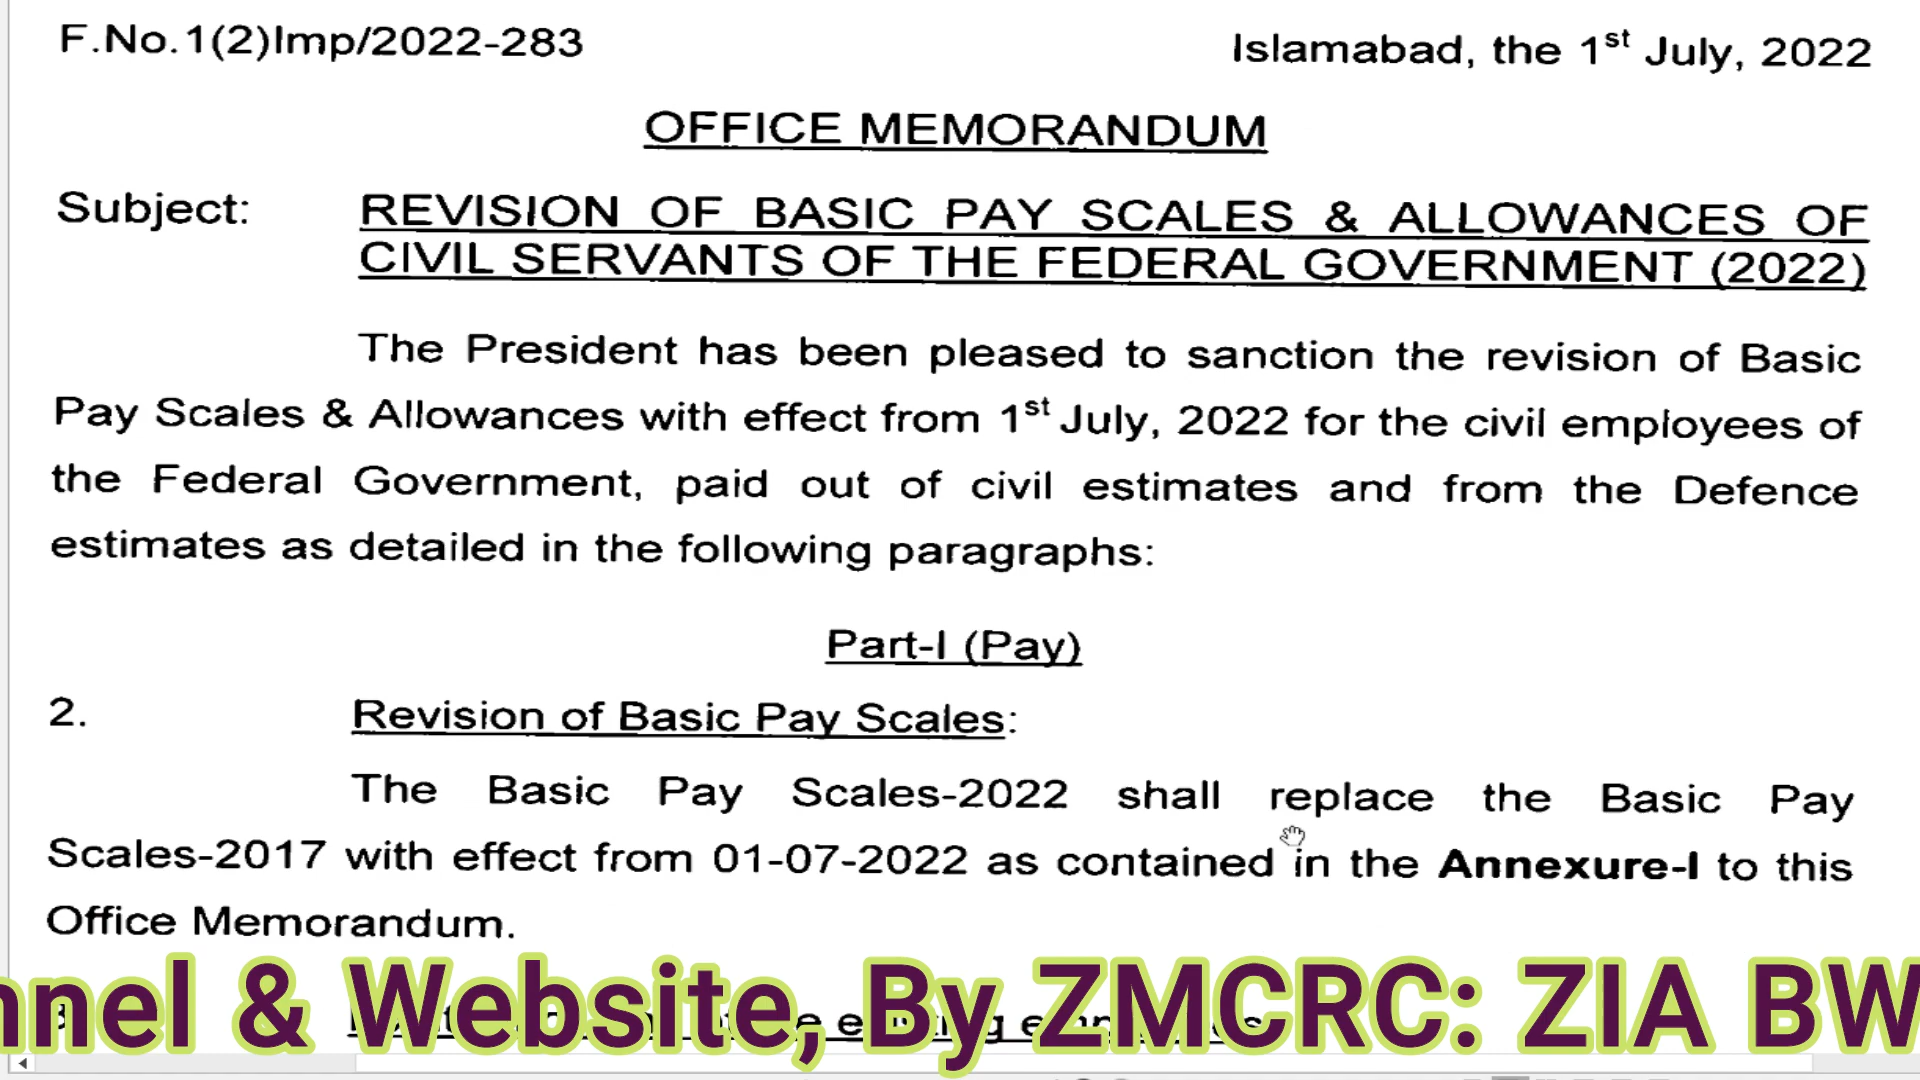 F.No.1(2)Imp/2022-283
Islamabad, the 1st July, 2022
OFFICE MEMORANDUM
Subject: REVISION OF BASIC PAY SCALES & ALLOWANCES OF
CIVIL SERVANTS OF THE FEDERAL GOVERNMENT (2022)
The President has been pleased to sanction the revision of Basic
Pay Scales & Allowances with effect from 1st July, 2022 for the civil employees of
the Federal Government, paid out of civil estimates and from the Defence
estimates as detailed in the following paragraphs:
Part-I (Pay)
2. Revision of Basic Pay Scales:
The Basic Pay Scales-2022 shall replace the Basic Pay
Scales-2017 with effect from 01-07-2022 as contained in the Annexure-I to this
Office Memorandum.
nnel & Website, By ZMCRC: ZIA BW